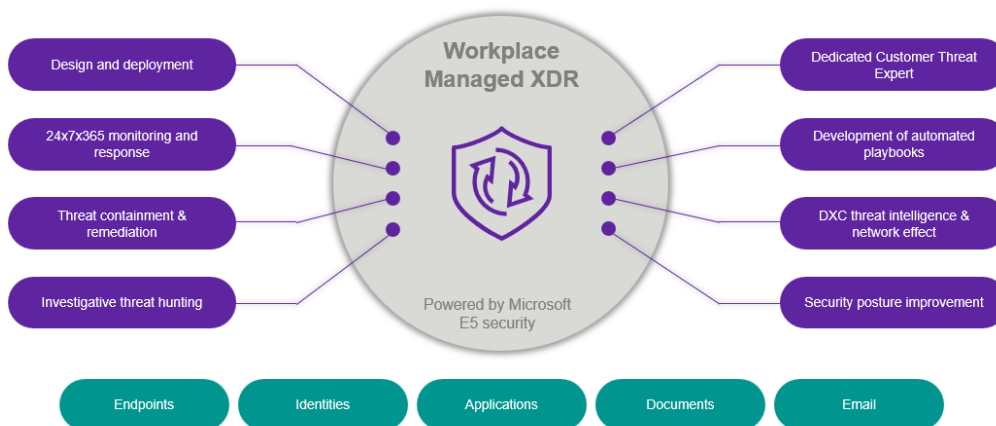 Workplace
Managed XDR
Design and deployment
24x7x365 monitoring and
response
Threat containment &
remediation
Investigative threat hunting
Dedicated Customer Threat
Expert
Development of automated
playbooks
DXC threat intelligence &
network effect
Security posture improvement
Powered by Microsoft
E5 security
Endpoints
Identities
Applications
Documents
Email